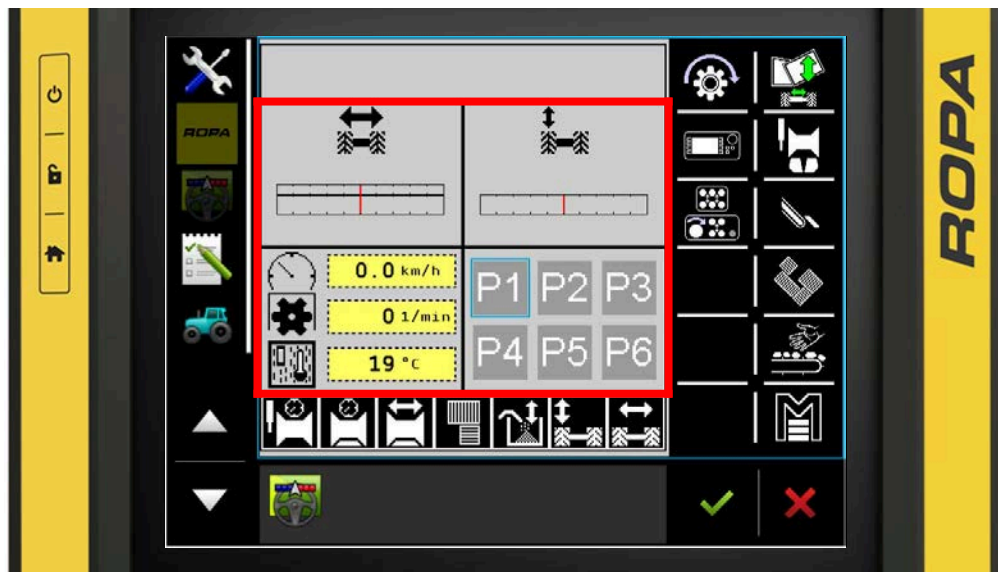 ROPA
0.0 km/h
0 1/min
19 °C
P1 P2 P3
P4 P5 P6
ROPA